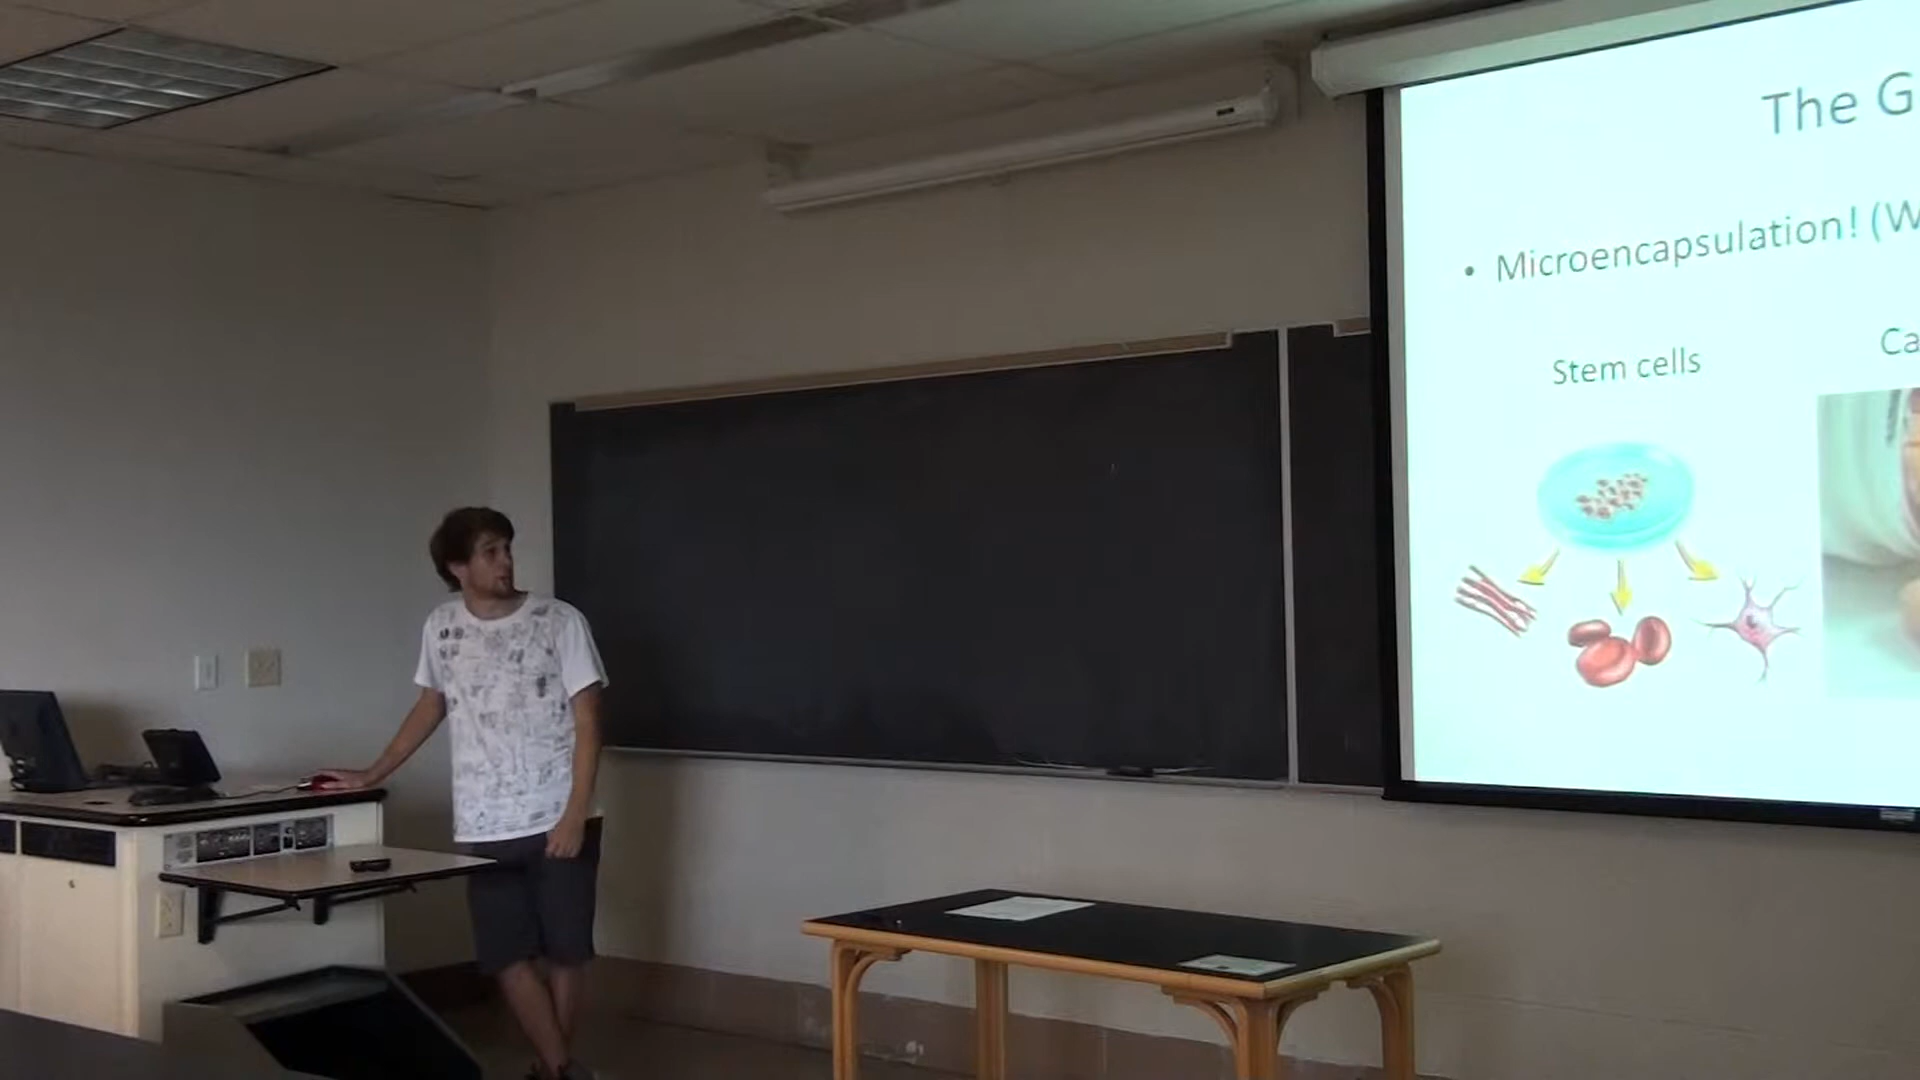 The G
• Microencapsulation! (W
Stem cells
Ca